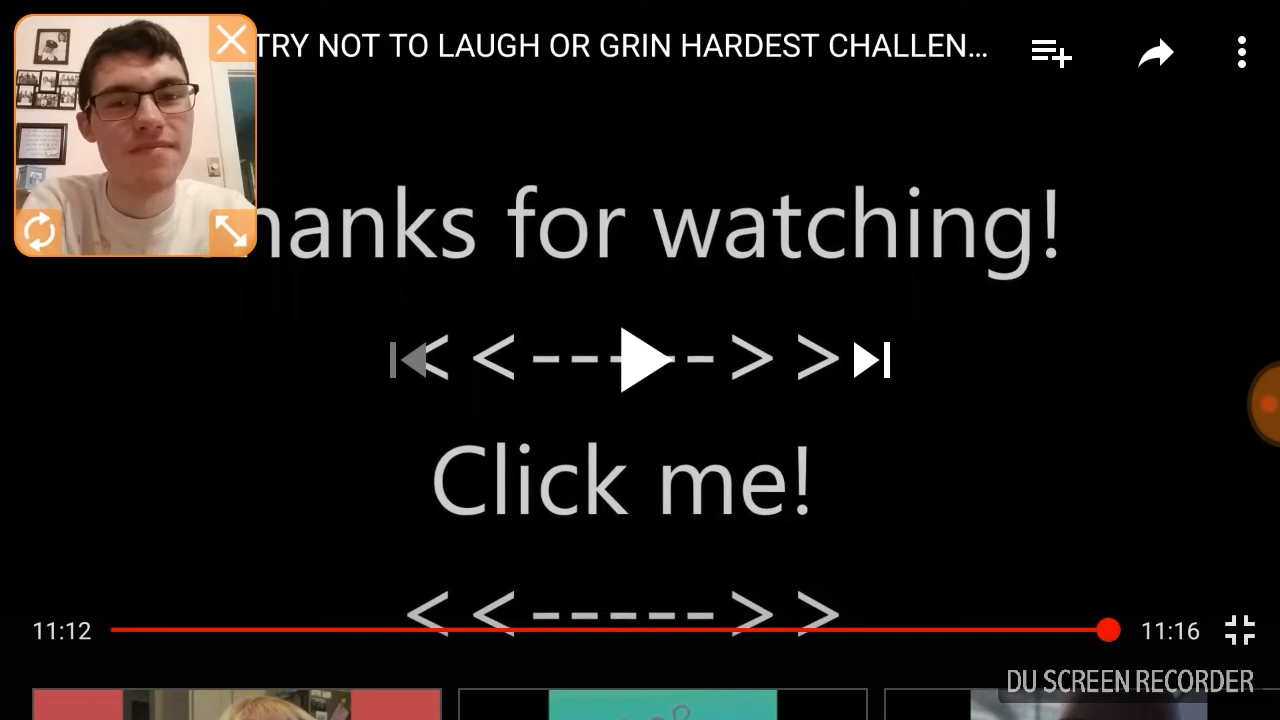 TRY NOT TO LAUGH OR GRIN HARDEST CHALLEN...
hanks for watching!
<<----->>
Click me!
<<----->>
11:12
11:16
DU SCREEN RECORDER